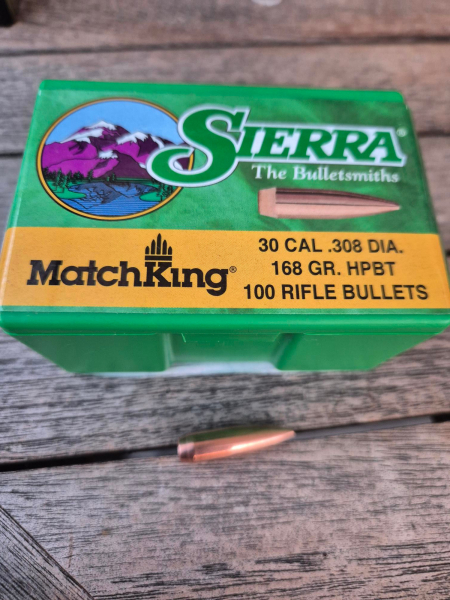 SIERRA®
The Bulletsmiths
MatchKing®
30 CAL .308 DIA.
168 GR. HPBT
100 RIFLE BULLETS